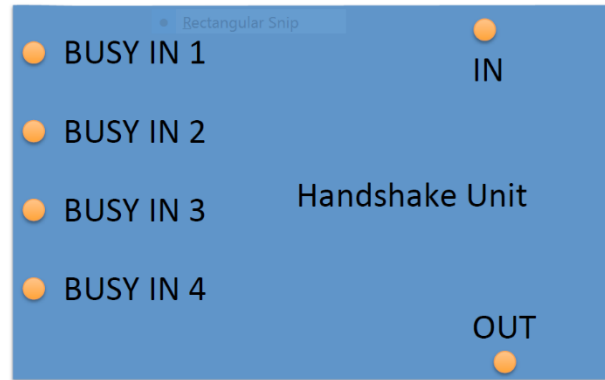 Rectangular Snip
BUSY IN 1
IN
BUSY IN 2
BUSY IN 3
Handshake Unit
BUSY IN 4
OUT